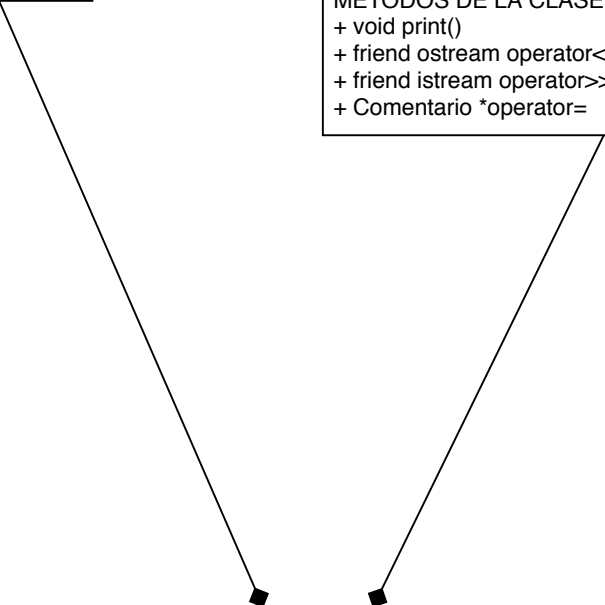 METODOS DE LA CLASE
+ void print()
+ friend ostream operator<
+ friend istream operator>>
+ Comentario *operator=